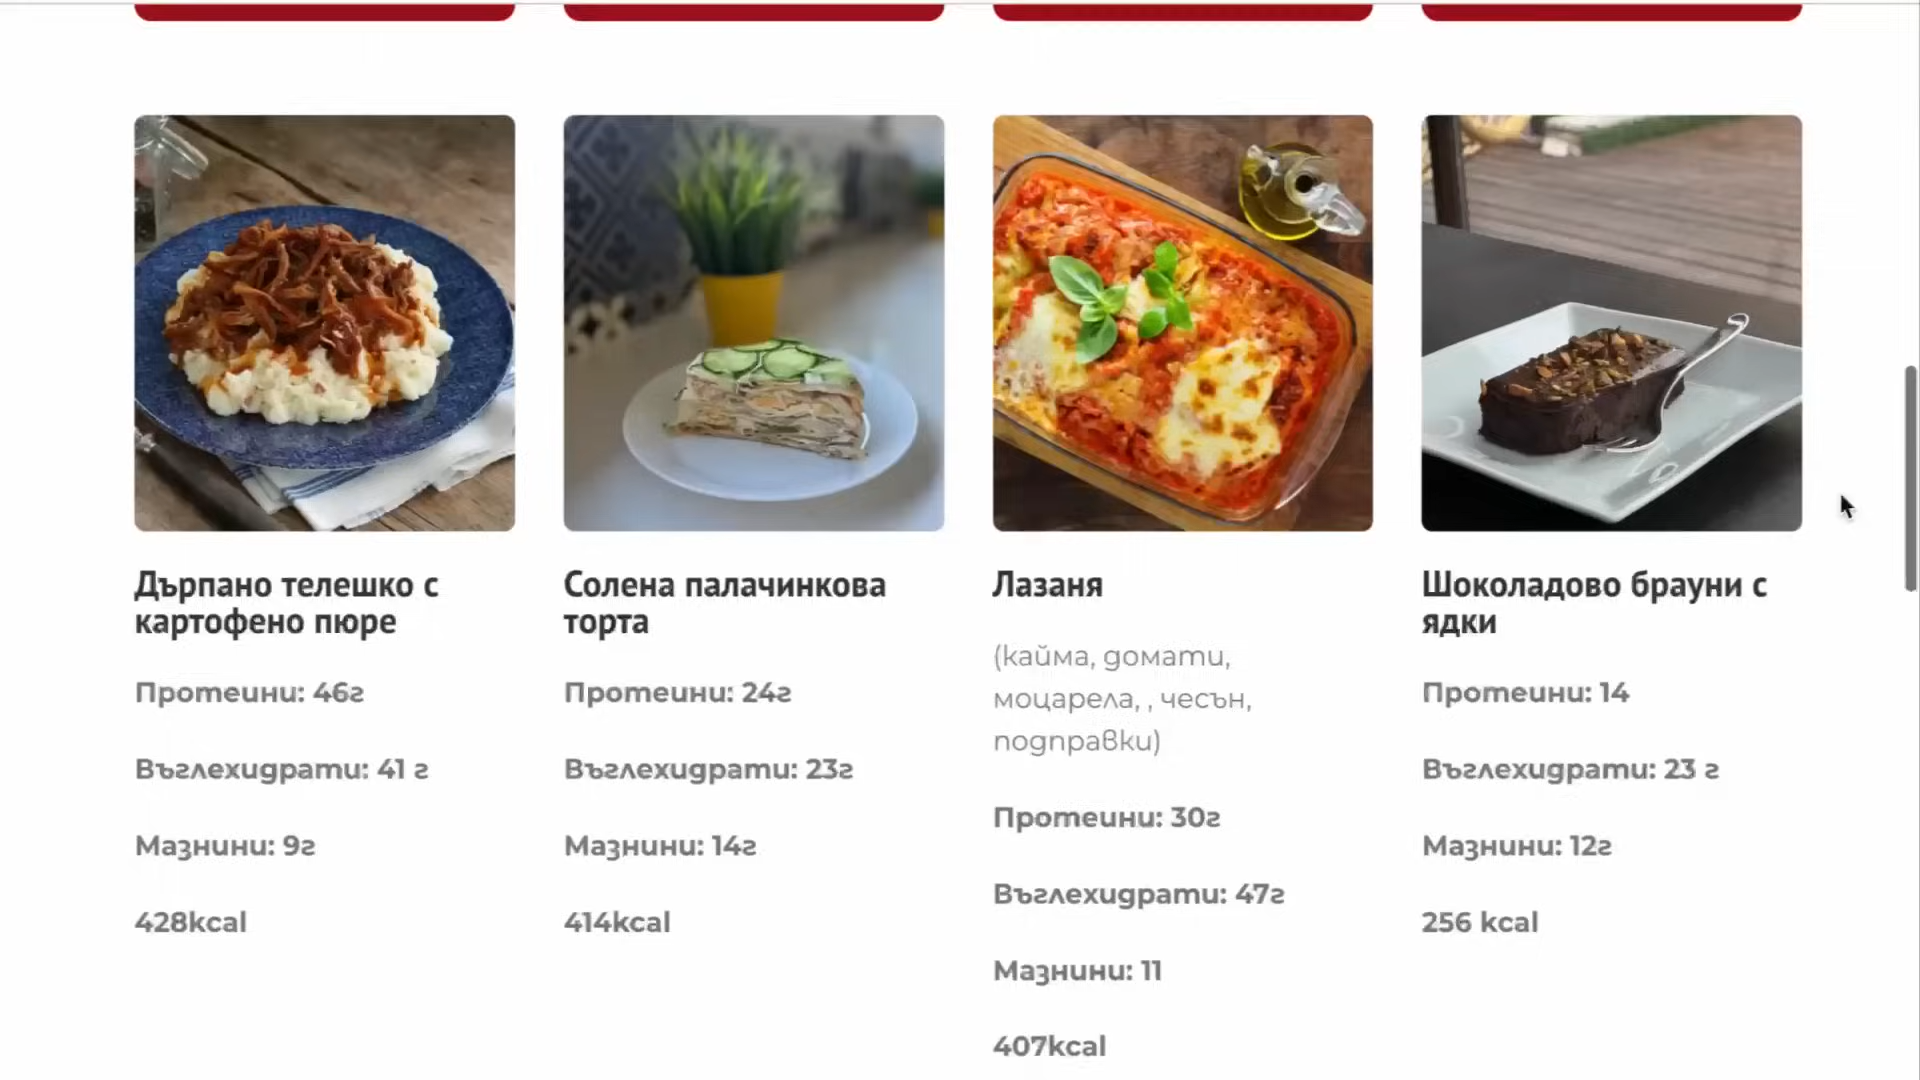 Дърпано телешко с
картофено пюре
Протеини: 46г
Въглехидрати: 41 г
Мазнини: 9г
428kcal
Солена палачинкова
торта
Протеини: 24г
Въглехидрати: 23г
Мазнини: 14г
414kcal
Лазаня
(кайма, домати,
моцарела, , чесън,
подправки)
Протеини: 30г
Въглехидрати: 47г
Мазнини: 11
407kcal
Шоколадово брауни с
ядки
Протеини: 14
Въглехидрати: 23 г
Мазнини: 12г
256 kcal